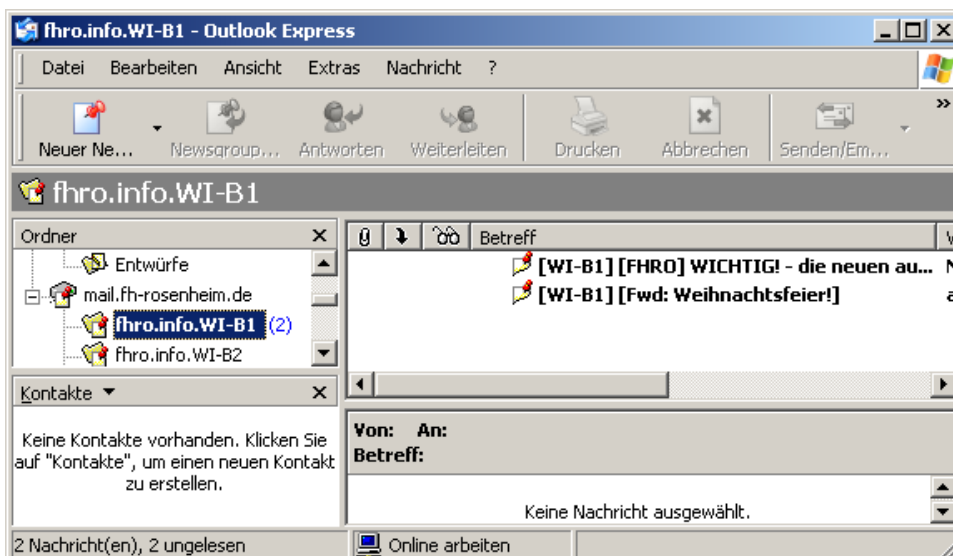 fhro.info.WI-B1 - Outlook Express
Datei Bearbeiten Ansicht Extras Nachricht ?
Neuer Ne... Newsgroup... Antworten Weiterleiten Drucken Abbrechen Senden/Em...
fhro.info.WI-B1
Ordner
Entwürfe
mail.fh-rosenheim.de
fhro.info.WI-B1 (2)
fhro.info.WI-B2
Kontakte
Keine Kontakte vorhanden. Klicken Sie
auf "Kontakte", um einen neuen Kontakt
zu erstellen.
Betreff
[WI-B1] [FHRO] WICHTIG! - die neuen au...
[WI-B1] [Fwd: Weihnachtsfeier!]
Von: An:
Betreff:
Keine Nachricht ausgewählt.
2 Nachricht(en), 2 ungelesen
Online arbeiten